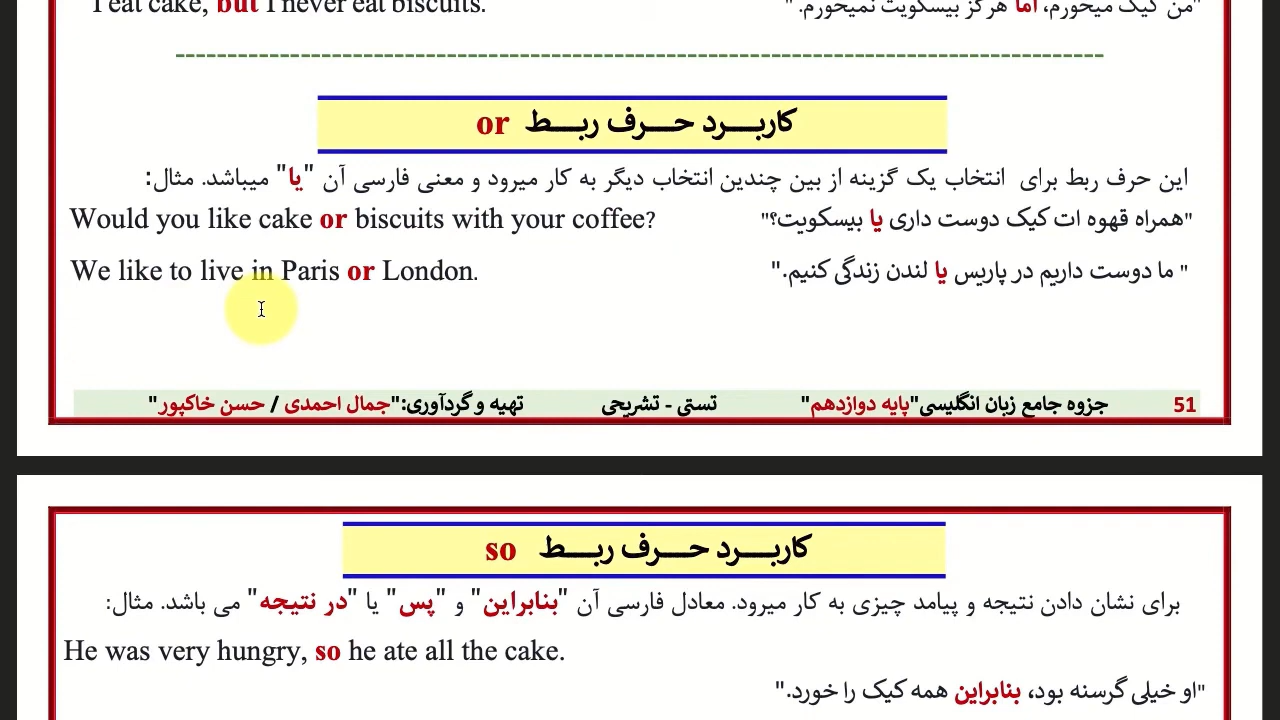 I eat cake, but I never eat biscuits. "من کیک میخورم، اما هرگز بیسکویت نمیخورم. "
کاربـــرد حـــرف ربـــط or
این حرف ربط برای انتخاب یک گزینه از بین چندین انتخاب دیگر به کار میرود و معنی فارسی آن "یا" میباشد. مثال:
Would you like cake or biscuits with your coffee? "همراه قهوه ات کیک دوست داری یا بیسکویت؟"
We like to live in Paris or London. " ما دوست داریم در پاریس یا لندن زندگی کنیم."
51 جزوه جامع زبان انگلیسی"پایه دوازدهم" تستی - تشریحی تهیه و گردآوری:"جمال احمدی / حسن خاکپور"
کاربـــرد حـــرف ربـــط so
برای نشان دادن نتیجه و پیامد چیزی به کار میرود. معادل فارسی آن "بنابراین" و "پس" یا "در نتیجه" می باشد. مثال:
He was very hungry, so he ate all the cake.
"او خیلی گرسنه بود، بنابراین همه کیک را خورد."